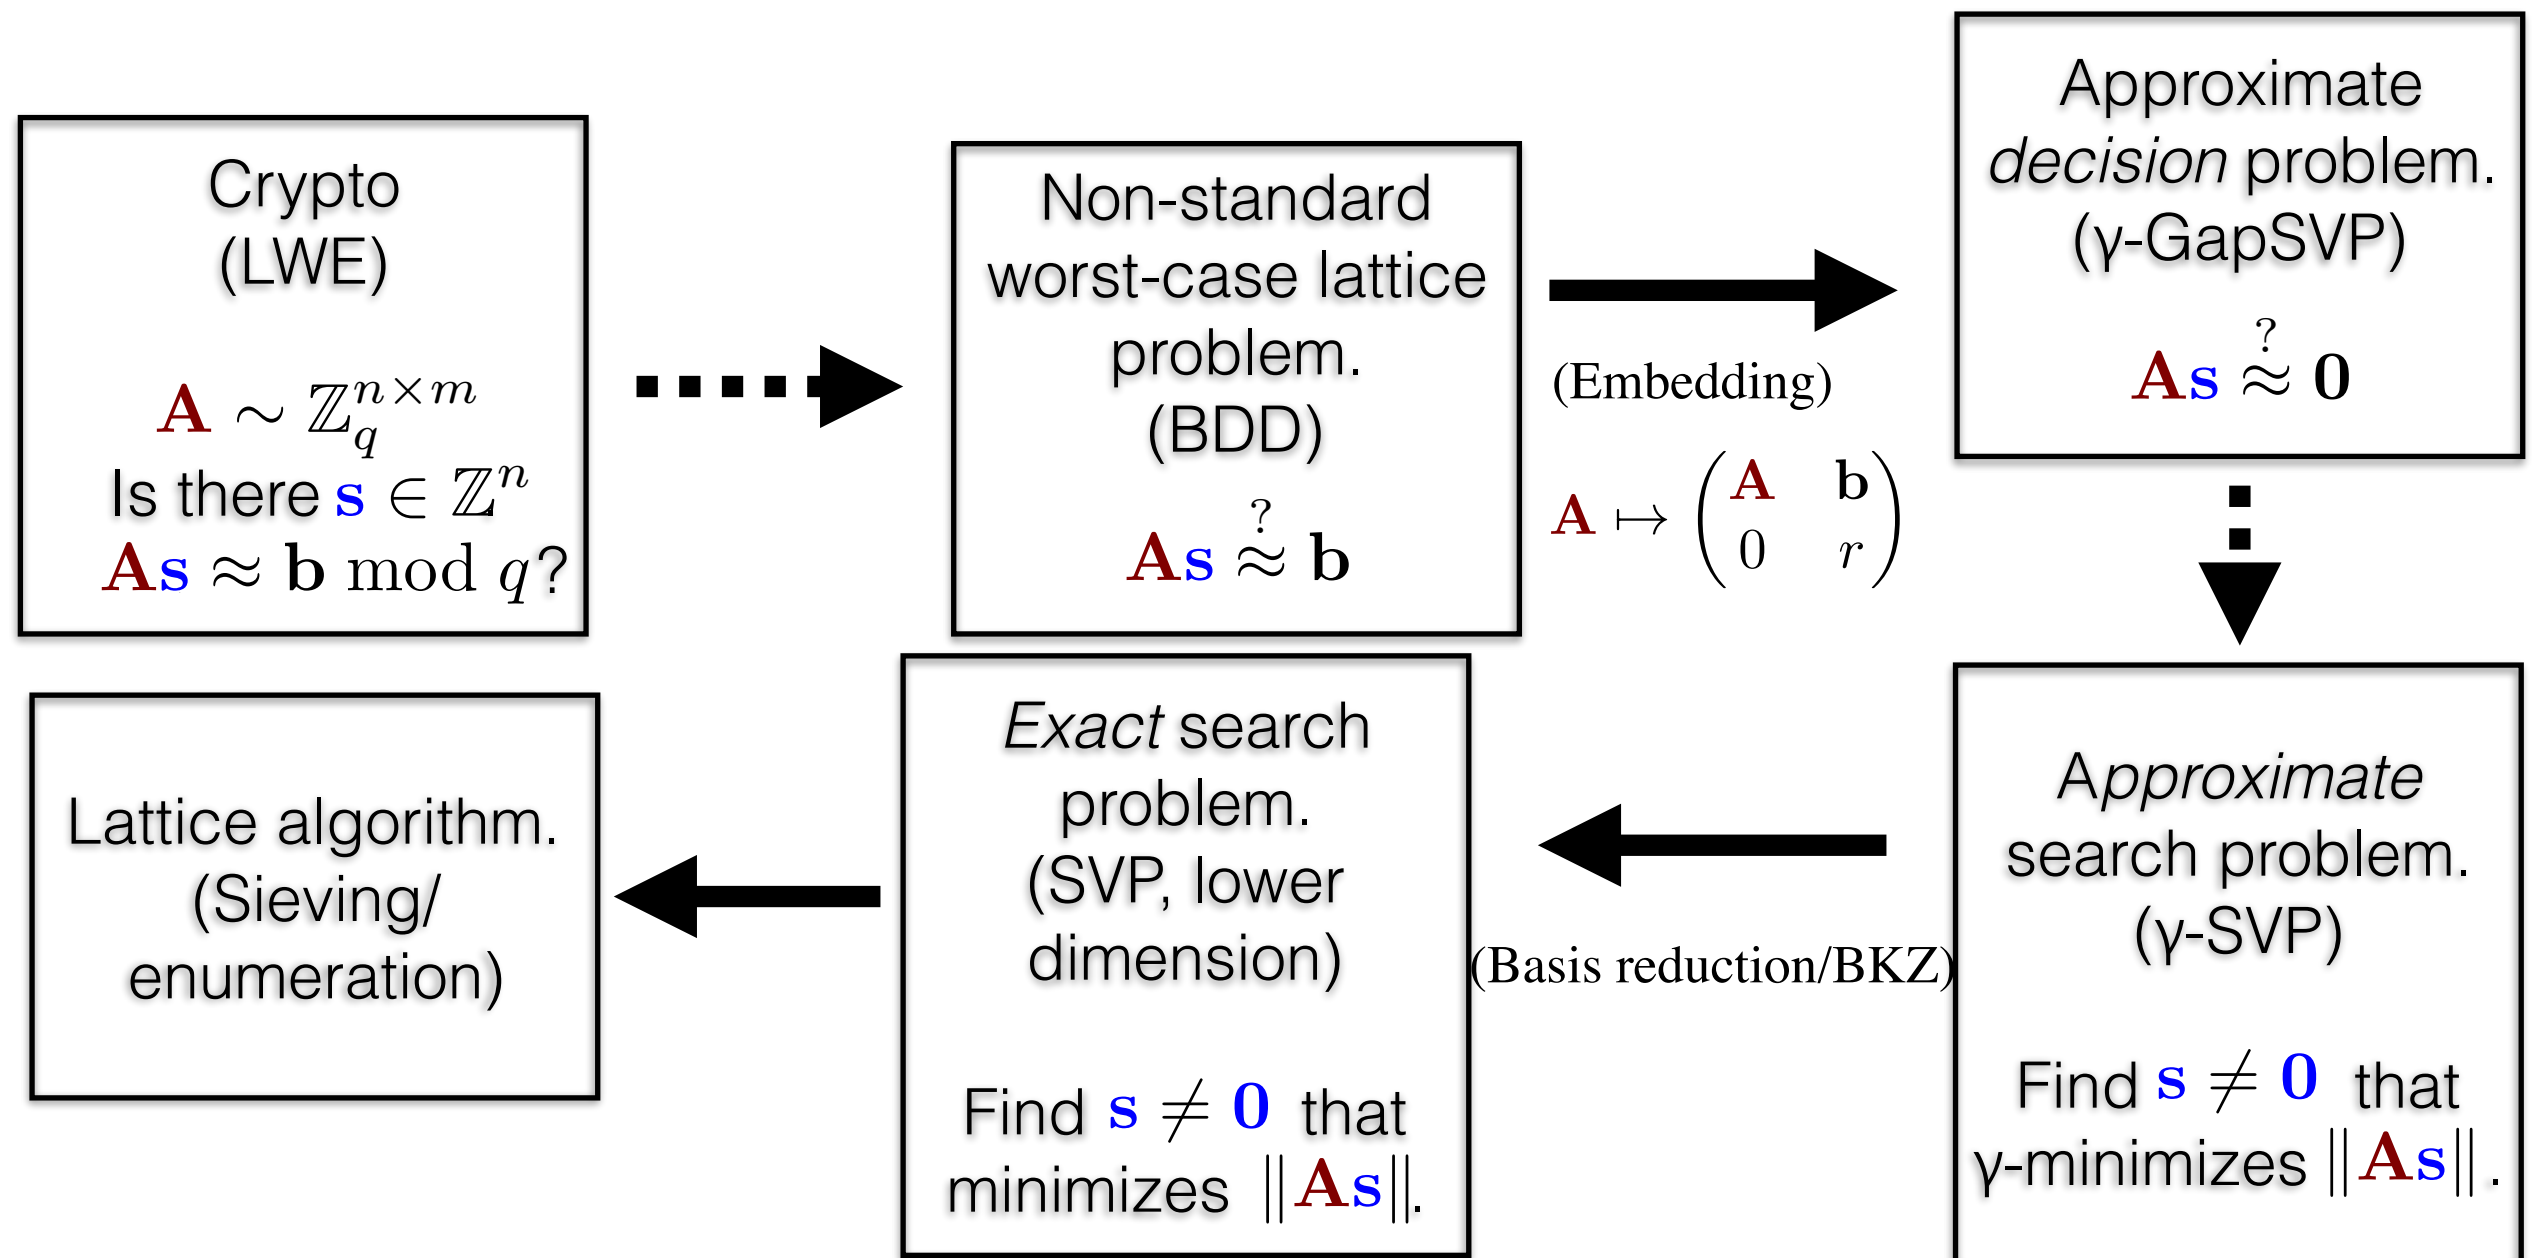 Crypto
(LWE)
A ∼ ℤ_q^{n×m}
Is there s ∈ ℤ^n
As ≈ b mod q?
Non-standard
worst-case lattice
problem.
(BDD)
?
As ≈ b
(Embedding)
A ↦ (A b
0 r)
Approximate
decision problem.
(γ-GapSVP)
?
As ≈ 0
Approximate
search problem.
(γ-SVP)
Find s ≠ 0 that
γ-minimizes ‖As‖.
(Basis reduction/BKZ)
Exact search
problem.
(SVP, lower
dimension)
Find s ≠ 0 that
minimizes ‖As‖.
Lattice algorithm.
(Sieving/
enumeration)